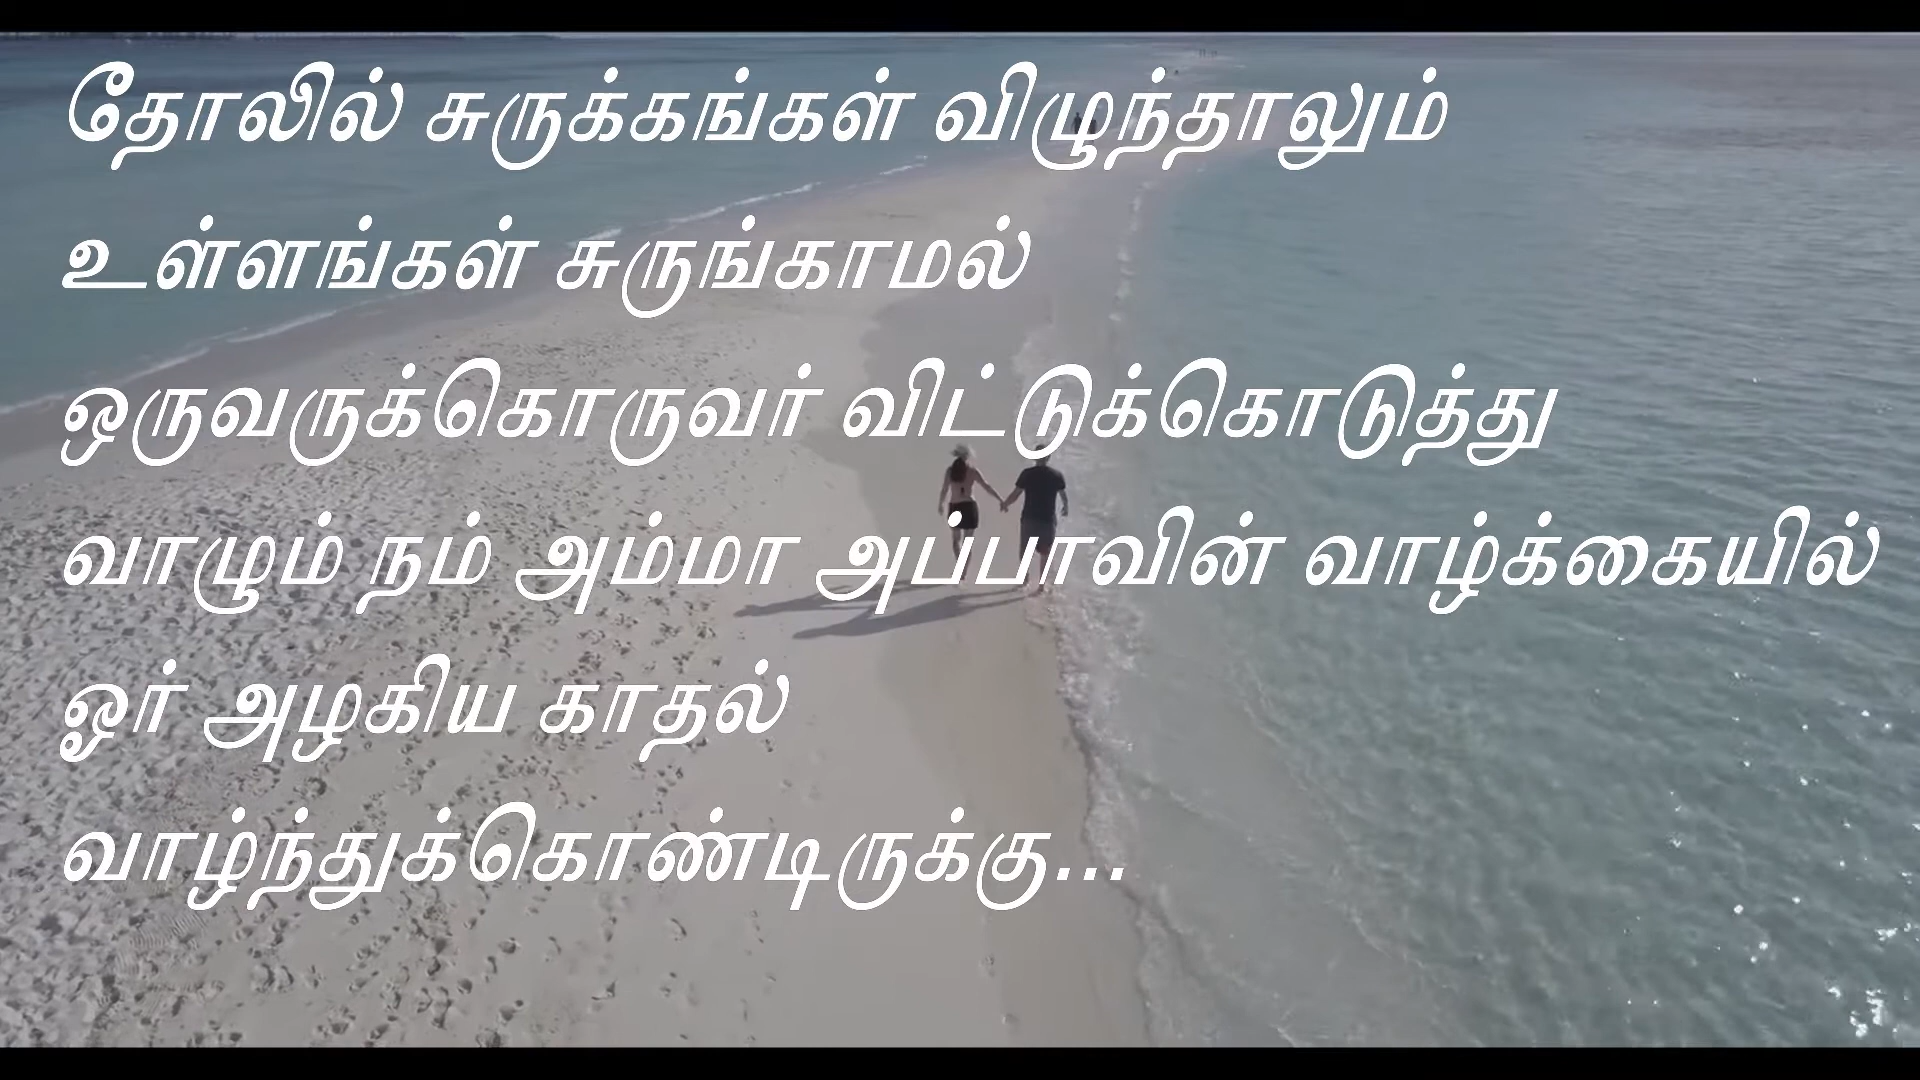 தோலில் சுருக்கங்கள் விழுந்தாலும்
உள்ளங்கள் சுருங்காமல்
ஒருவருக்கொருவர் விட்டுக்கொடுத்து
வாழும் நம் அம்மா அப்பாவின் வாழ்க்கையில்
ஓர் அழகிய காதல்
வாழ்ந்துக்கொண்டிருக்கு...